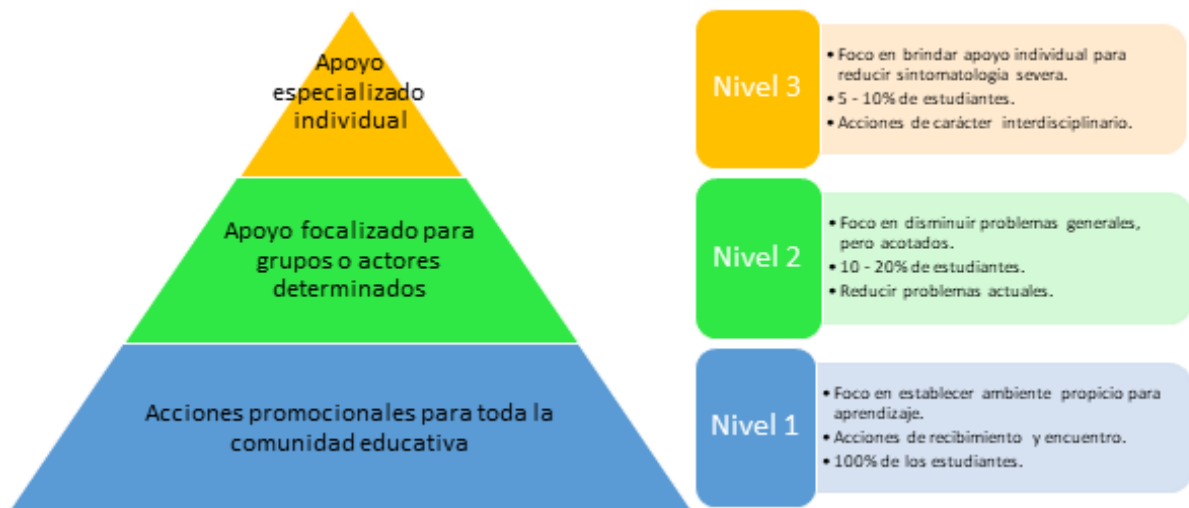 Apoyo
especializado
individual
Apoyo focalizado para
grupos o actores
determinados
Acciones promocionales para toda la
comunidad educativa
Nivel 3
• Foco en brindar apoyo individual para
reducir sintomatologia severa.
• 5 - 10% de estudiantes.
• Acciones de carácter interdisciplinario.
Nivel 2
• Foco en disminuir problemas generales,
pero acotados.
• 10 - 20% de estudiantes.
• Reducir problemas actuales.
Nivel 1
• Foco en establecer ambiente propicio para
aprendizaje.
• Acciones de recibimiento y encuentro.
• 100% de los estudiantes.